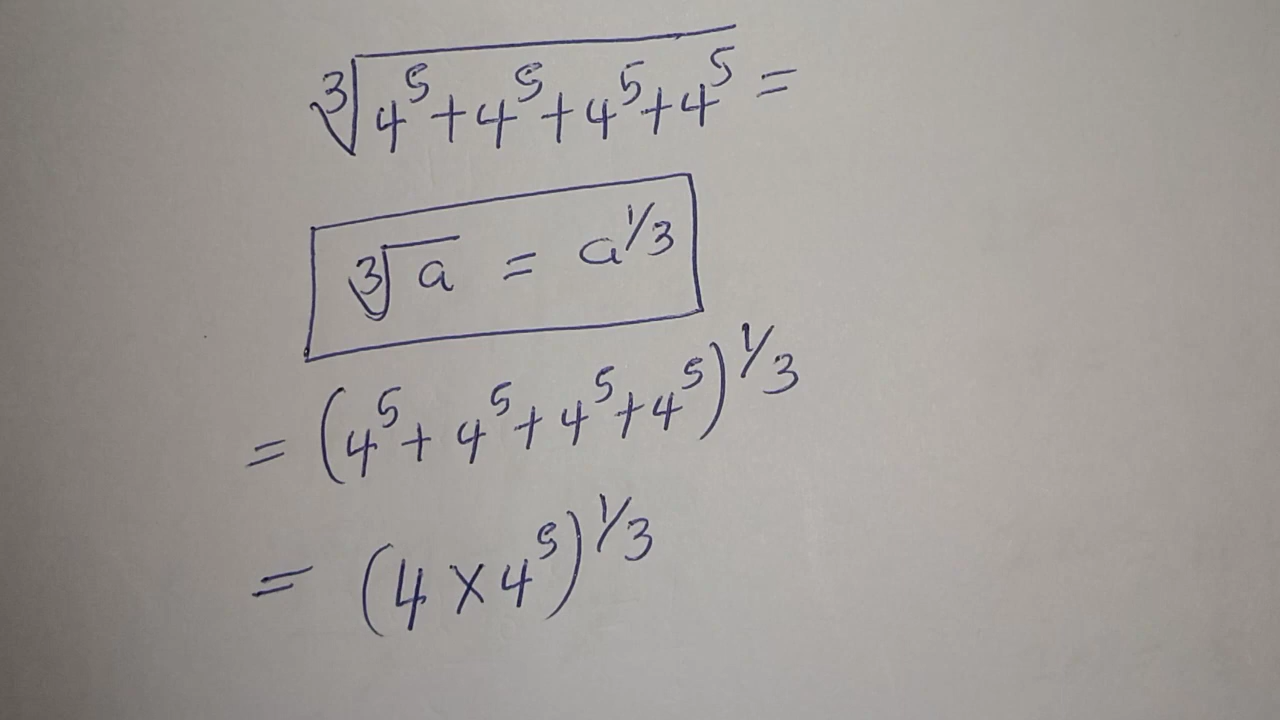 ∛(4⁵+4⁵+4⁵+4⁵) =
∛a = a^1/3
= (4⁵+4⁵+4⁵+4⁵)^1/3
= (4×4⁵)^1/3